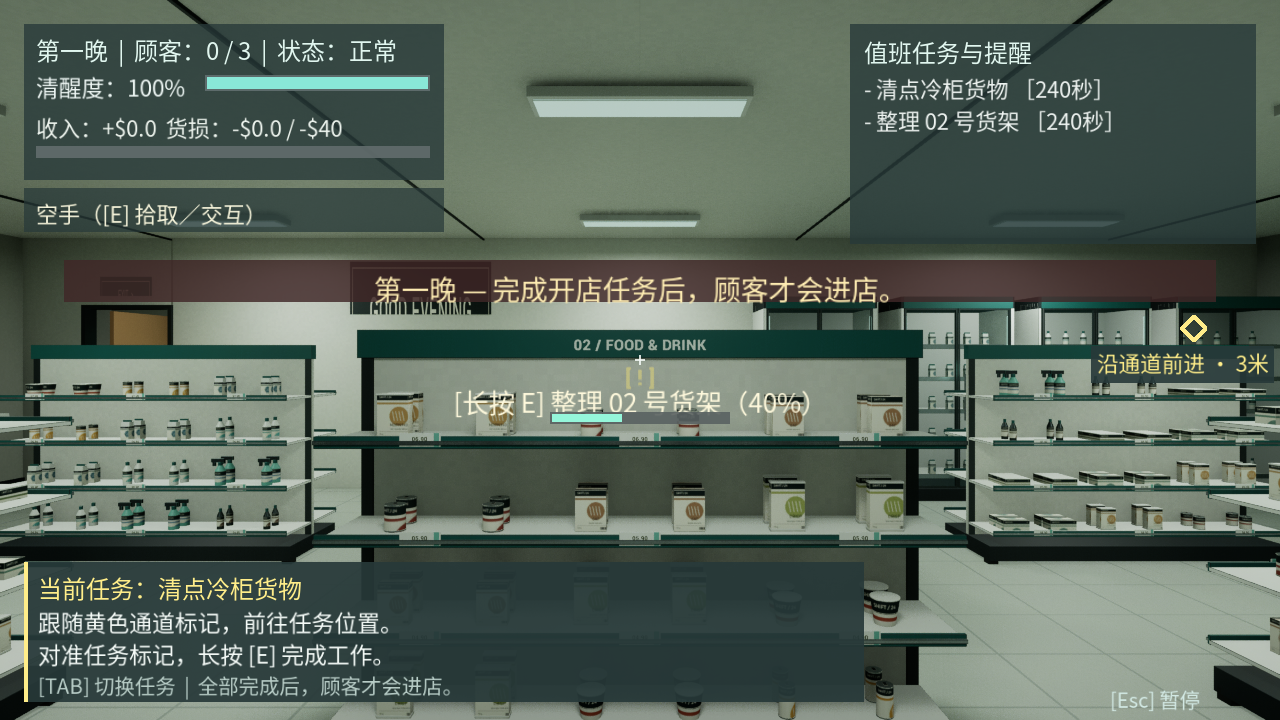 第一晚｜顾客：0 / 3｜状态：正常
清醒度：100%
收入：+$0.0 货损：-$0.0 / -$40
空手（[E] 拾取／交互）
值班任务与提醒
- 清点冷柜货物 ［240秒］
- 整理 02 号货架 ［240秒］
第一晚 — 完成开店任务后，顾客才会进店。
GOOD EVENING
02 / FOOD & DRINK
沿通道前进 · 3米
[ ! ]
[长按 E] 整理 02 号货架（40%）
当前任务：清点冷柜货物
跟随黄色通道标记，前往任务位置。
对准任务标记，长按 [E] 完成工作。
[TAB] 切换任务｜全部完成后，顾客才会进店。
[Esc] 暂停